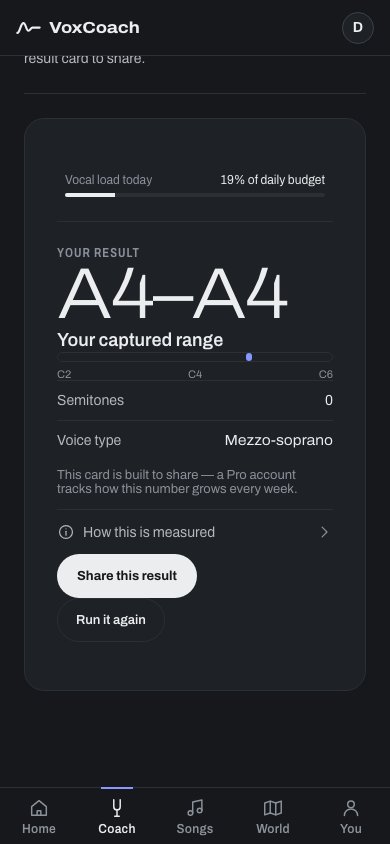 VoxCoach
D
result card to share.
Vocal load today
19% of daily budget
YOUR RESULT
A4–A4
Your captured range
C2
C4
C6
Semitones
0
Voice type
Mezzo-soprano
This card is built to share — a Pro account
tracks how this number grows every week.
How this is measured
Share this result
Run it again
Home
Coach
Songs
World
You